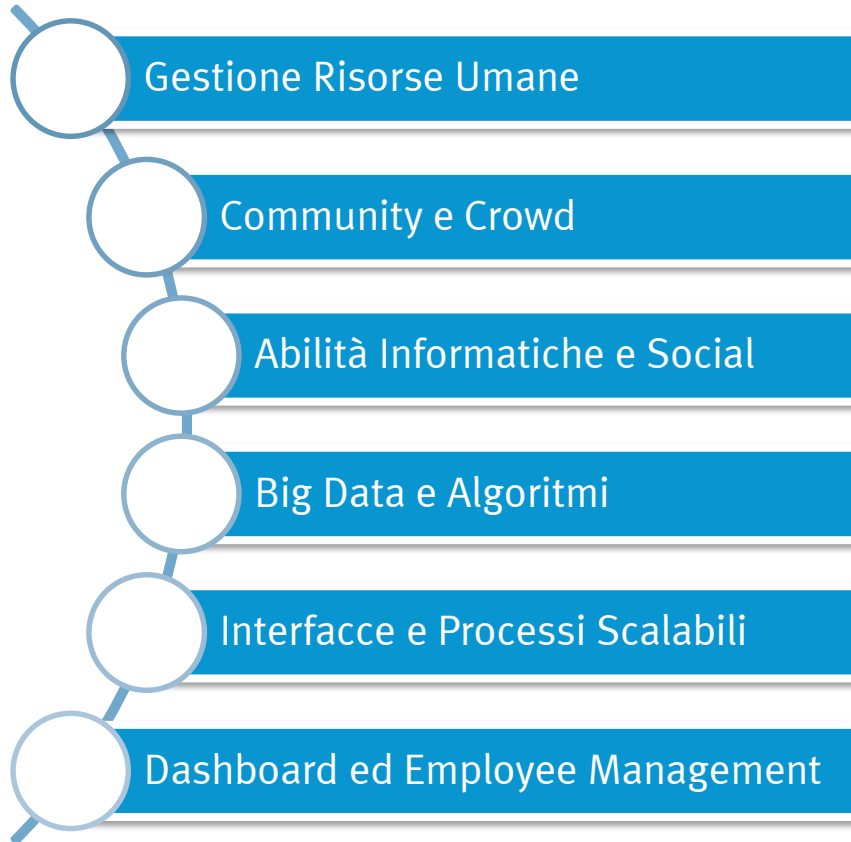 Gestione Risorse Umane
Community e Crowd
Abilità Informatiche e Social
Big Data e Algoritmi
Interfacce e Processi Scalabili
Dashboard ed Employee Management